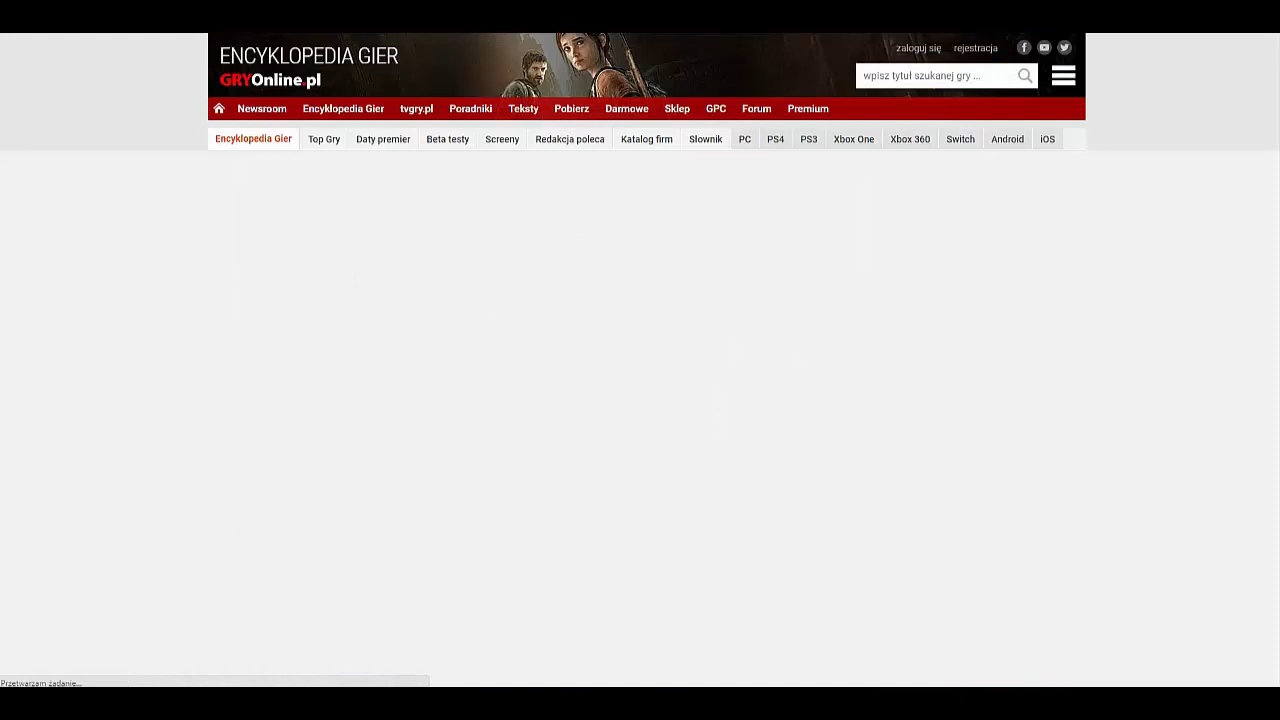 ENCYKLOPEDIA GIER
GRYOnline.pl
zaloguj się rejestracja
wpisz tytuł szukanej gry ...
Newsroom Encyklopedia Gier tvgry.pl Poradniki Teksty Pobierz Darmowe Sklep GPC Forum Premium
Encyklopedia Gier Top Gry Daty premier Beta testy Screeny Redakcja poleca Katalog firm Słownik PC PS4 PS3 Xbox One Xbox 360 Switch Android iOS
Przetwarzam żądanie...